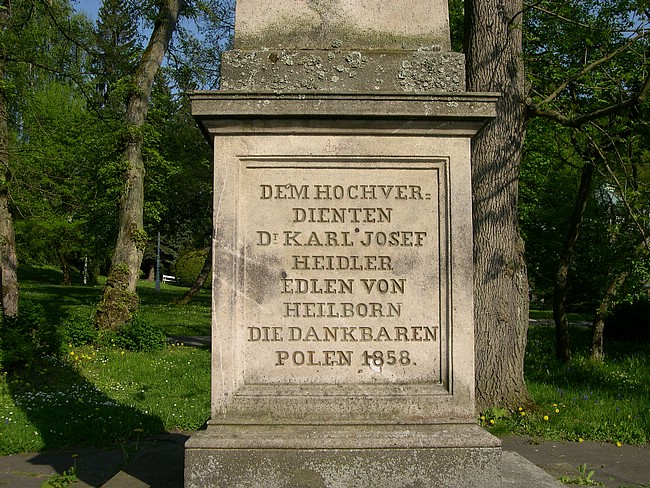 DEM HOCHVER=
DIENTEN
Dr KARL JOSEF
HEIDLER
EDLEN VON
HEILBORN
DIE DANKBAREN
POLEN 1858.